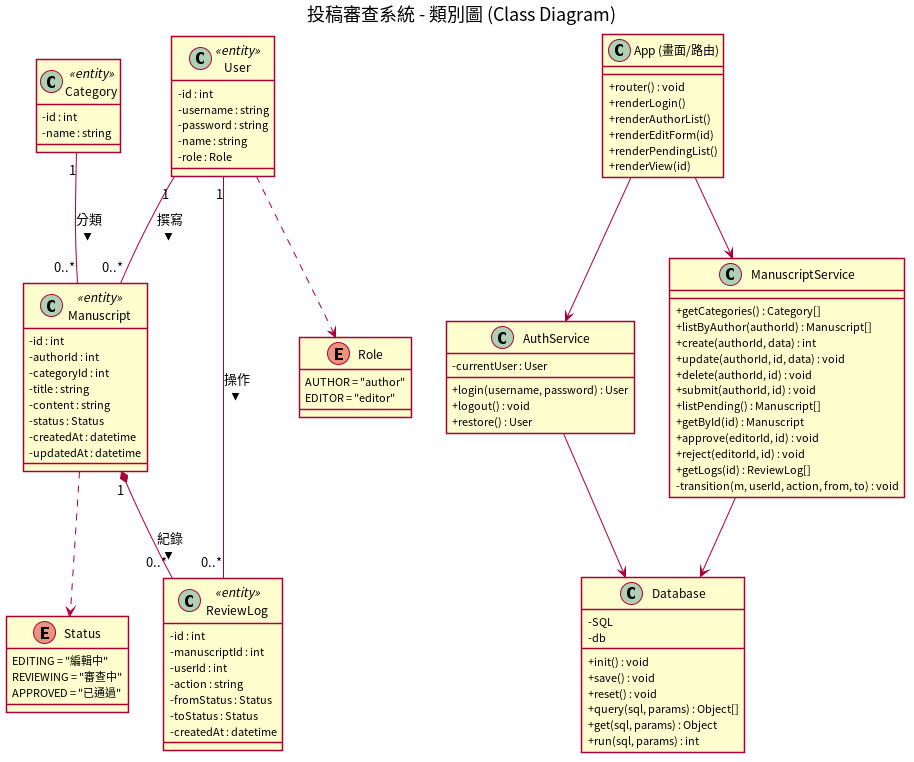 投稿審查系統 - 類別圖 (Class Diagram)
C
«entity»
Category
-id : int
-name : string
C
«entity»
User
-id : int
-username : string
-password : string
-name : string
-role : Role
C
App (畫面/路由)
+router() : void
+renderLogin()
+renderAuthorList()
+renderEditForm(id)
+renderPendingList()
+renderView(id)
1
分類
▼
0..*
1
撰寫
▼
0..*
1
操作
▼
0..*
C
«entity»
Manuscript
-id : int
-authorId : int
-categoryId : int
-title : string
-content : string
-status : Status
-createdAt : datetime
-updatedAt : datetime
E
Role
AUTHOR = "author"
EDITOR = "editor"
C
AuthService
-currentUser : User
+login(username, password) : User
+logout() : void
+restore() : User
C
ManuscriptService
+getCategories() : Category[]
+listByAuthor(authorId) : Manuscript[]
+create(authorId, data) : int
+update(authorId, id, data) : void
+delete(authorId, id) : void
+submit(authorId, id) : void
+listPending() : Manuscript[]
+getById(id) : Manuscript
+approve(editorId, id) : void
+reject(editorId, id) : void
+getLogs(id) : ReviewLog[]
-transition(m, userId, action, from, to) : void
1
紀錄
▼
0..*
E
Status
EDITING = "編輯中"
REVIEWING = "審查中"
APPROVED = "已通過"
C
«entity»
ReviewLog
-id : int
-manuscriptId : int
-userId : int
-action : string
-fromStatus : Status
-toStatus : Status
-createdAt : datetime
C
Database
-SQL
-db
+init() : void
+save() : void
+reset() : void
+query(sql, params) : Object[]
+get(sql, params) : Object
+run(sql, params) : int